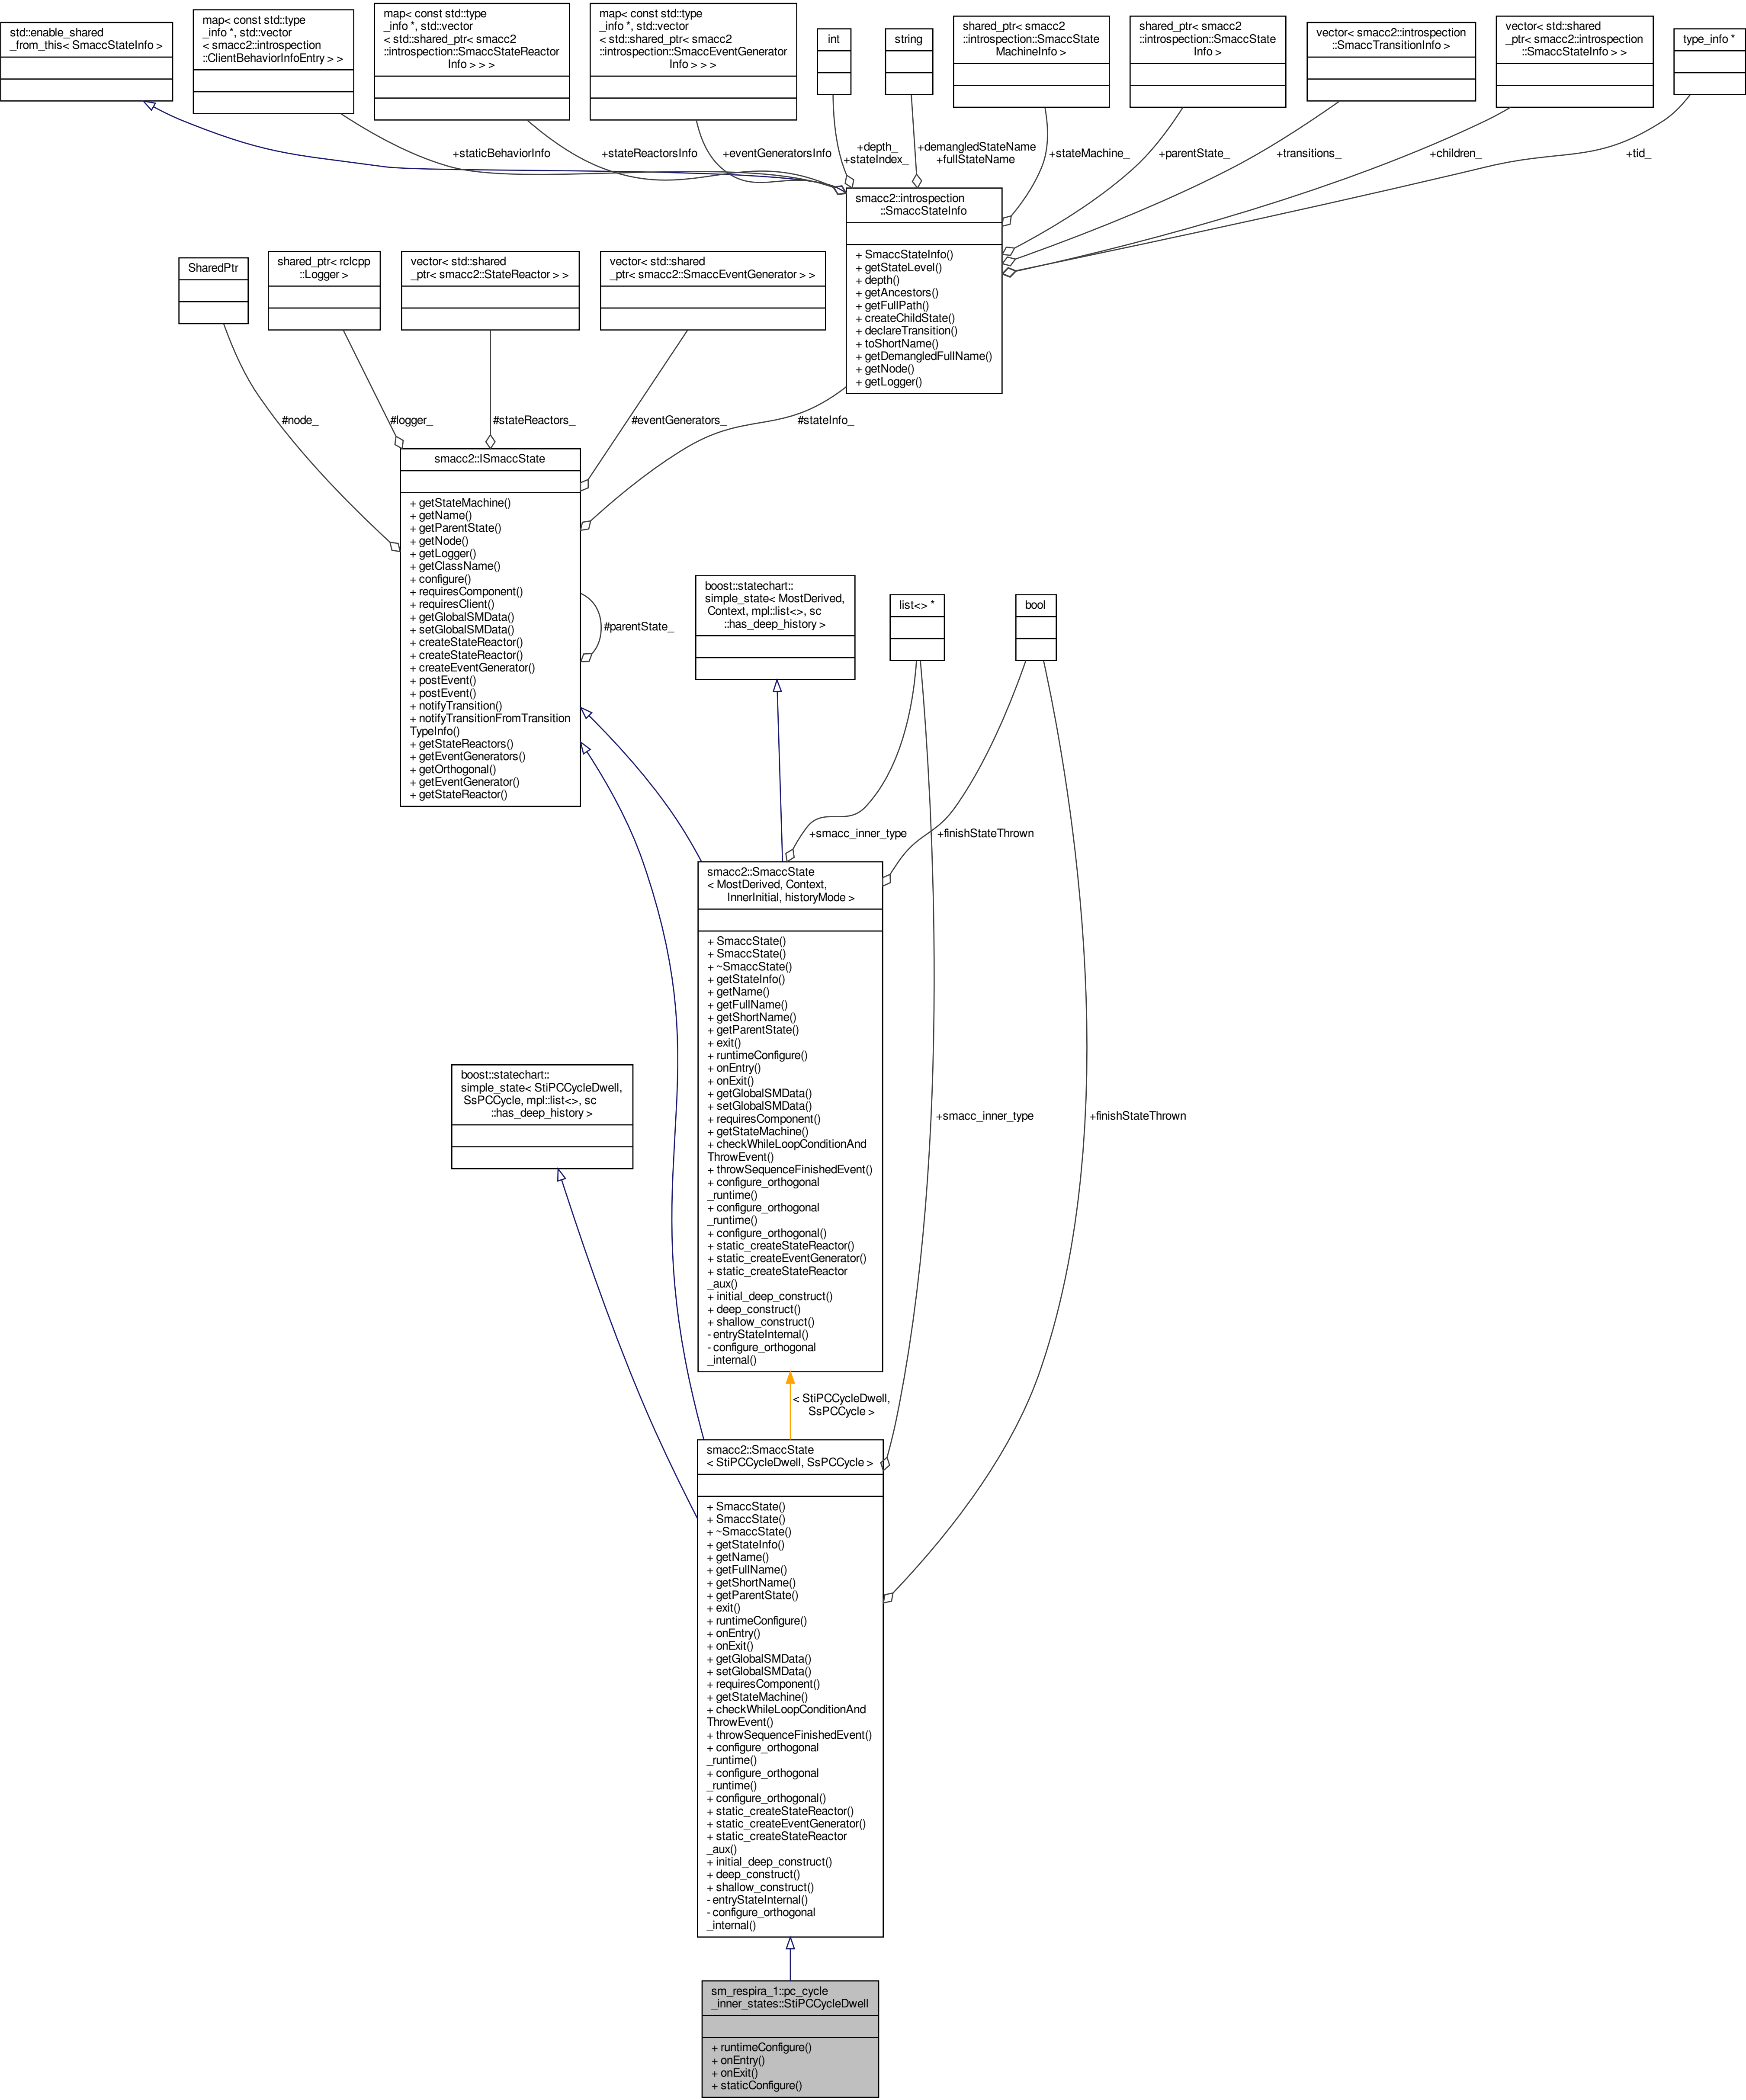 std::enable_shared
_from_this< SmaccStateInfo >
map< const std::type
_info *, std::vector
< smacc2::introspection
::ClientBehaviorInfoEntry > >
map< const std::type
_info *, std::vector
< std::shared_ptr< smacc2
::introspection::SmaccStateReactor
Info > > >
map< const std::type
_info *, std::vector
< std::shared_ptr< smacc2
::introspection::SmaccEventGenerator
Info > > >
int
string
shared_ptr< smacc2
::introspection::SmaccState
MachineInfo >
shared_ptr< smacc2
::introspection::SmaccState
Info >
vector< smacc2::introspection
::SmaccTransitionInfo >
vector< std::shared
_ptr< smacc2::introspection
::SmaccStateInfo > >
type_info *
+staticBehaviorInfo
+stateReactorsInfo
+eventGeneratorsInfo
+depth_
+stateIndex_
+demangledStateName
+fullStateName
+stateMachine_
+parentState_
+transitions_
+children_
+tid_
smacc2::introspection
::SmaccStateInfo
+ SmaccStateInfo()
+ getStateLevel()
+ depth()
+ getAncestors()
+ getFullPath()
+ createChildState()
+ declareTransition()
+ toShortName()
+ getDemangledFullName()
+ getNode()
+ getLogger()
SharedPtr
shared_ptr< rclcpp
::Logger >
vector< std::shared
_ptr< smacc2::StateReactor > >
vector< std::shared
_ptr< smacc2::SmaccEventGenerator > >
#node_
#logger_
#stateReactors_
#eventGenerators_
#stateInfo_
smacc2::ISmaccState
+ getStateMachine()
+ getName()
+ getParentState()
+ getNode()
+ getLogger()
+ getClassName()
+ configure()
+ requiresComponent()
+ requiresClient()
+ getGlobalSMData()
+ setGlobalSMData()
+ createStateReactor()
+ createStateReactor()
+ createEventGenerator()
+ postEvent()
+ postEvent()
+ notifyTransition()
+ notifyTransitionFromTransition
TypeInfo()
+ getStateReactors()
+ getEventGenerators()
+ getOrthogonal()
+ getEventGenerator()
+ getStateReactor()
#parentState_
boost::statechart::
simple_state< MostDerived,
Context, mpl::list<>, sc
::has_deep_history >
list<> *
bool
+smacc_inner_type
+finishStateThrown
smacc2::SmaccState
< MostDerived, Context,
InnerInitial, historyMode >
+ SmaccState()
+ SmaccState()
+ ~SmaccState()
+ getStateInfo()
+ getName()
+ getFullName()
+ getShortName()
+ getParentState()
+ exit()
+ runtimeConfigure()
+ onEntry()
+ onExit()
+ getGlobalSMData()
+ setGlobalSMData()
+ requiresComponent()
+ getStateMachine()
+ checkWhileLoopConditionAnd
ThrowEvent()
+ throwSequenceFinishedEvent()
+ configure_orthogonal
_runtime()
+ configure_orthogonal
_runtime()
+ configure_orthogonal()
+ static_createStateReactor()
+ static_createEventGenerator()
+ static_createStateReactor
_aux()
+ initial_deep_construct()
+ deep_construct()
+ shallow_construct()
- entryStateInternal()
- configure_orthogonal
_internal()
boost::statechart::
simple_state< StiPCCycleDwell,
SsPCCycle, mpl::list<>, sc
::has_deep_history >
+smacc_inner_type
+finishStateThrown
< StiPCCycleDwell,
SsPCCycle >
smacc2::SmaccState
< StiPCCycleDwell, SsPCCycle >
+ SmaccState()
+ SmaccState()
+ ~SmaccState()
+ getStateInfo()
+ getName()
+ getFullName()
+ getShortName()
+ getParentState()
+ exit()
+ runtimeConfigure()
+ onEntry()
+ onExit()
+ getGlobalSMData()
+ setGlobalSMData()
+ requiresComponent()
+ getStateMachine()
+ checkWhileLoopConditionAnd
ThrowEvent()
+ throwSequenceFinishedEvent()
+ configure_orthogonal
_runtime()
+ configure_orthogonal
_runtime()
+ configure_orthogonal()
+ static_createStateReactor()
+ static_createEventGenerator()
+ static_createStateReactor
_aux()
+ initial_deep_construct()
+ deep_construct()
+ shallow_construct()
- entryStateInternal()
- configure_orthogonal
_internal()
sm_respira_1::pc_cycle
_inner_states::StiPCCycleDwell
+ runtimeConfigure()
+ onEntry()
+ onExit()
+ staticConfigure()